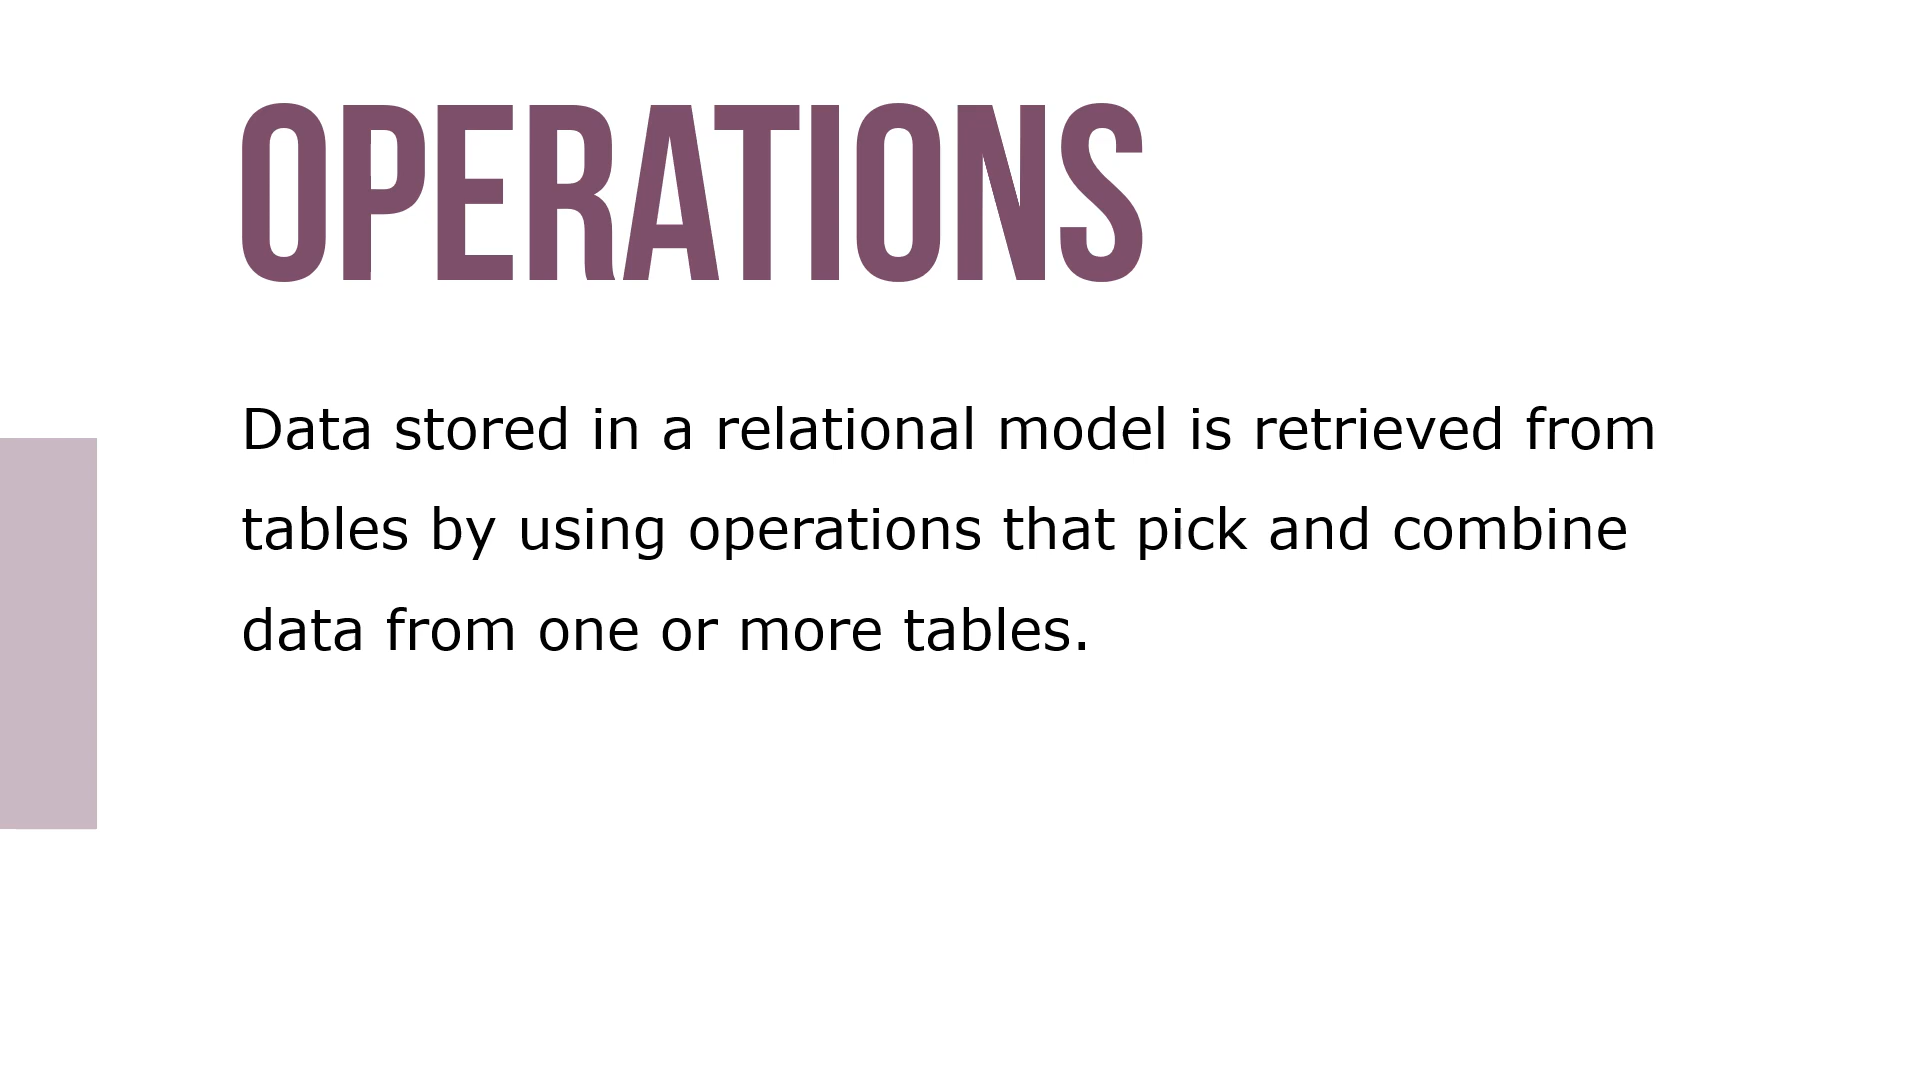 OPERATIONS
Data stored in a relational model is retrieved from
tables by using operations that pick and combine
data from one or more tables.